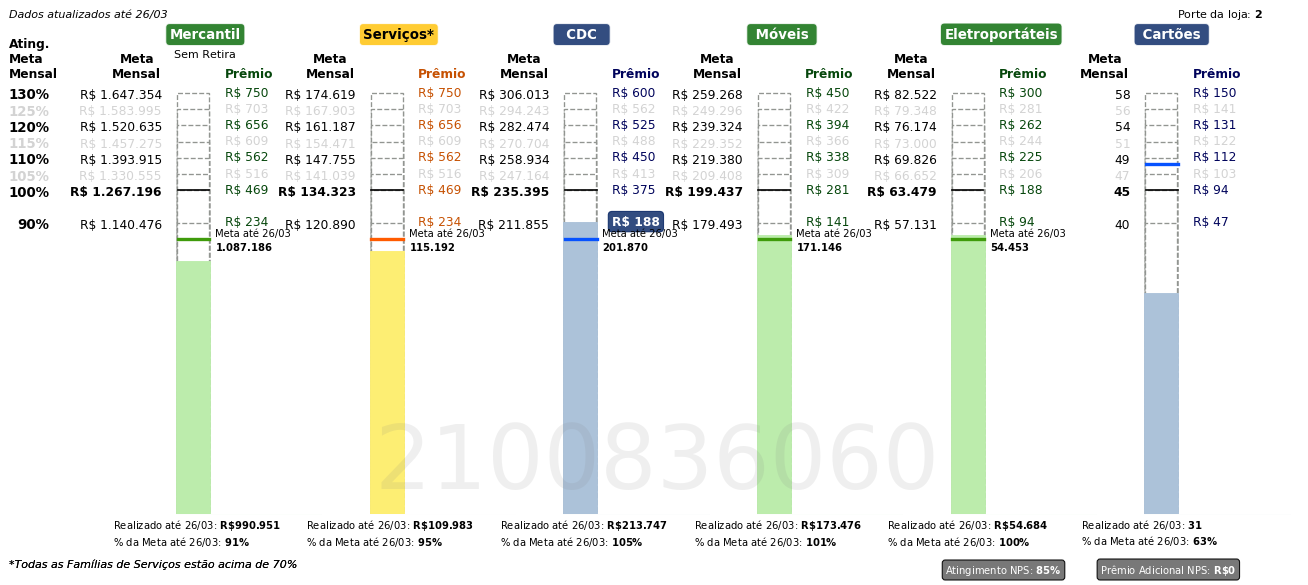 Dados atualizados até 26/03
Porte da loja: 2
Mercantil
Serviços*
CDC
Móveis
Eletroportáteis
Cartões
Sem Retira
Ating. Meta Mensal
Meta Mensal Prêmio Meta Mensal Prêmio Meta Mensal Prêmio Meta Mensal Prêmio Meta Mensal Prêmio Meta Mensal Prêmio
130% R$ 1.647.354 R$ 750 R$ 174.619 R$ 750 R$ 306.013 R$ 600 R$ 259.268 R$ 450 R$ 82.522 R$ 300 58 R$ 150
125% R$ 1.583.995 R$ 703 R$ 167.903 R$ 703 R$ 294.243 R$ 562 R$ 249.296 R$ 422 R$ 79.348 R$ 281 56 R$ 141
120% R$ 1.520.635 R$ 656 R$ 161.187 R$ 656 R$ 282.474 R$ 525 R$ 239.324 R$ 394 R$ 76.174 R$ 262 54 R$ 131
115% R$ 1.457.275 R$ 609 R$ 154.471 R$ 609 R$ 270.704 R$ 488 R$ 229.352 R$ 366 R$ 73.000 R$ 244 51 R$ 122
110% R$ 1.393.915 R$ 562 R$ 147.755 R$ 562 R$ 258.934 R$ 450 R$ 219.380 R$ 338 R$ 69.826 R$ 225 49 R$ 112
105% R$ 1.330.555 R$ 516 R$ 141.039 R$ 516 R$ 247.164 R$ 413 R$ 209.408 R$ 309 R$ 66.652 R$ 206 47 R$ 103
100% R$ 1.267.196 R$ 469 R$ 134.323 R$ 469 R$ 235.395 R$ 375 R$ 199.437 R$ 281 R$ 63.479 R$ 188 45 R$ 94
90% R$ 1.140.476 R$ 234 R$ 120.890 R$ 234 R$ 211.855 R$ 188 R$ 179.493 R$ 141 R$ 57.131 R$ 94 40 R$ 47
Meta até 26/03 Meta até 26/03 Meta até 26/03 Meta até 26/03 Meta até 26/03
1.087.186 115.192 201.870 171.146 54.453
2100836060
Realizado até 26/03: R$990.951 Realizado até 26/03: R$109.983 Realizado até 26/03: R$213.747 Realizado até 26/03: R$173.476 Realizado até 26/03: R$54.684 Realizado até 26/03: 31
% da Meta até 26/03: 91% % da Meta até 26/03: 95% % da Meta até 26/03: 105% % da Meta até 26/03: 101% % da Meta até 26/03: 100% % da Meta até 26/03: 63%
*Todas as Famílias de Serviços estão acima de 70%
Atingimento NPS: 85%
Prêmio Adicional NPS: R$0